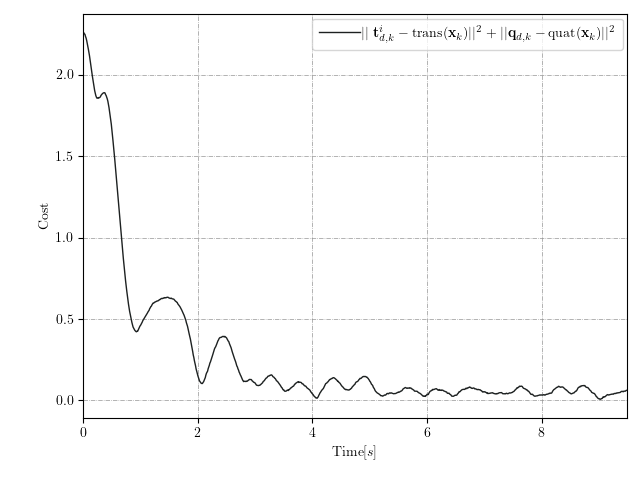 || t^i_{d,k} − trans(x_k)||² + ||q_{d,k} − quat(x_k)||²
2.0
1.5
1.0
0.5
0.0
Cost
0 2 4 6 8
Time[s]